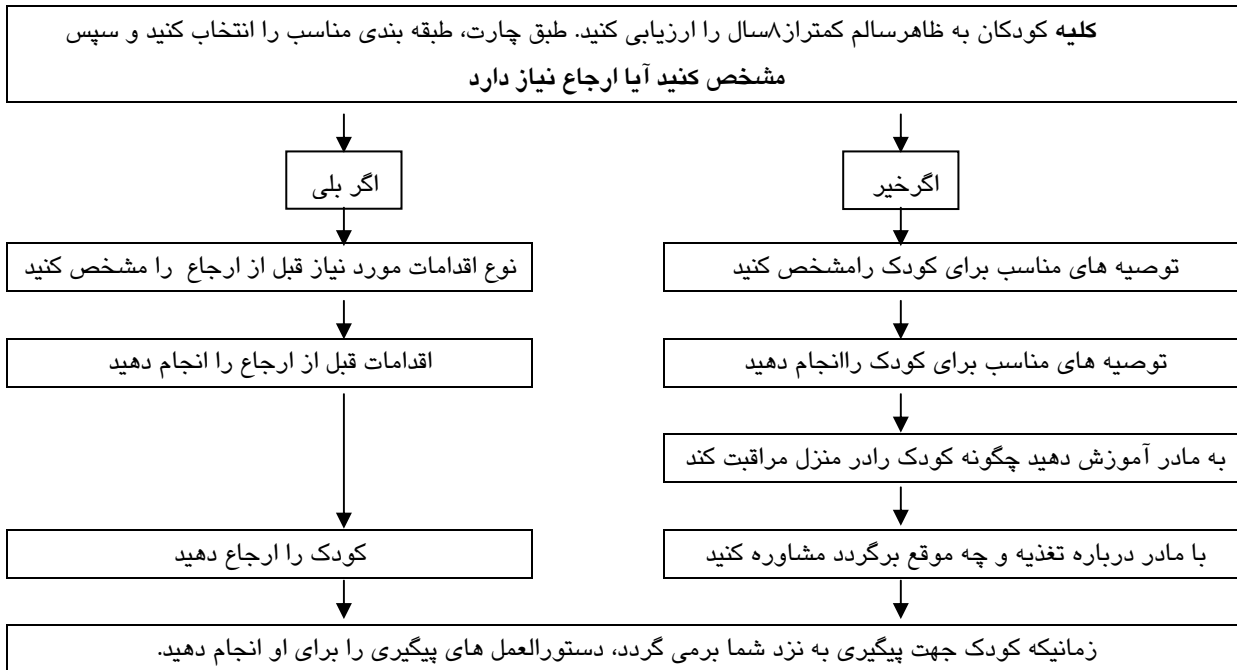 کلیه کودکان به ظاهرسالم کمتراز۸سال را ارزیابی کنید. طبق چارت، طبقه بندی مناسب را انتخاب کنید و سپس
مشخص کنید آیا ارجاع نیاز دارد
اگرخیر
توصیه های مناسب برای کودک رامشخص کنید
توصیه های مناسب برای کودک راانجام دهید
به مادر آموزش دهید چگونه کودک رادر منزل مراقبت کند
با مادر درباره تغذیه و چه موقع برگردد مشاوره کنید
اگر بلی
نوع اقدامات مورد نیاز قبل از ارجاع را مشخص کنید
اقدامات قبل از ارجاع را انجام دهید
کودک را ارجاع دهید
زمانیکه کودک جهت پیگیری به نزد شما برمی گردد، دستورالعمل های پیگیری را برای او انجام دهید.